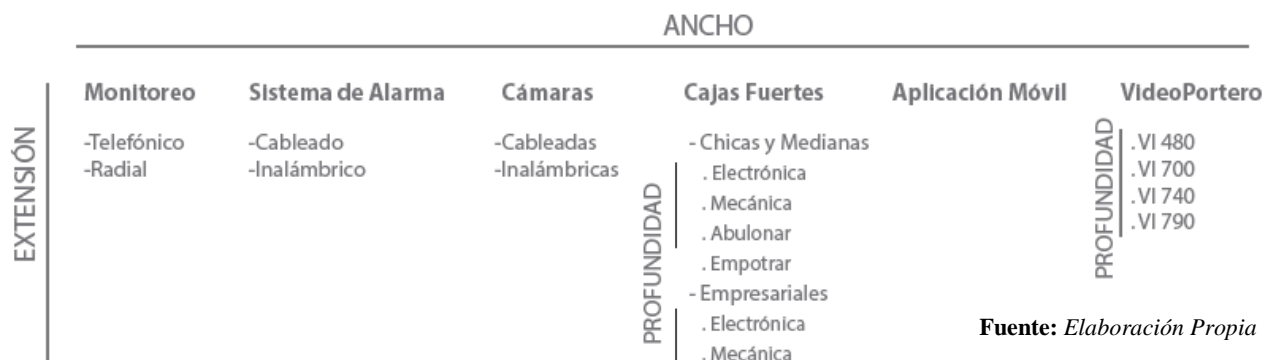 ANCHO
EXTENSIÓN
Monitoreo
-Telefónico
-Radial
Sistema de Alarma
-Cableado
-Inalámbrico
Cámaras
-Cableadas
-Inalámbricas
Cajas Fuertes
PROFUNDIDAD
- Chicas y Medianas
. Electrónica
. Mecánica
. Abulonar
. Empotrar
- Empresariales
. Electrónica
. Mecánica
Aplicación Móvil
VideoPortero
PROFUNDIDAD
. VI 480
. VI 700
. VI 740
. VI 790
Fuente: Elaboración Propia